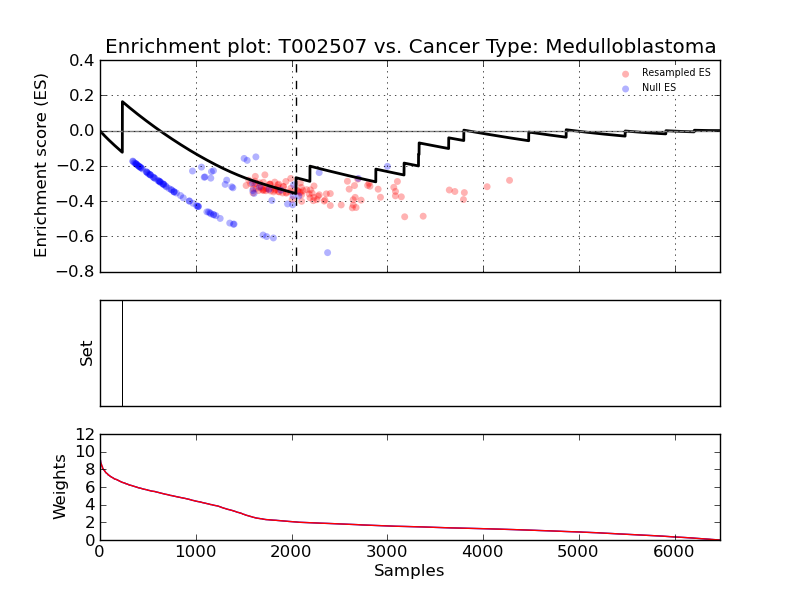 Enrichment plot: T002507 vs. Cancer Type: Medulloblastoma
Enrichment score (ES)
0.4
0.2
0.0
−0.2
−0.4
−0.6
−0.8
Resampled ES
Null ES
Set
Weights
12
10
8
6
4
2
0
0 1000 2000 3000 4000 5000 6000
Samples